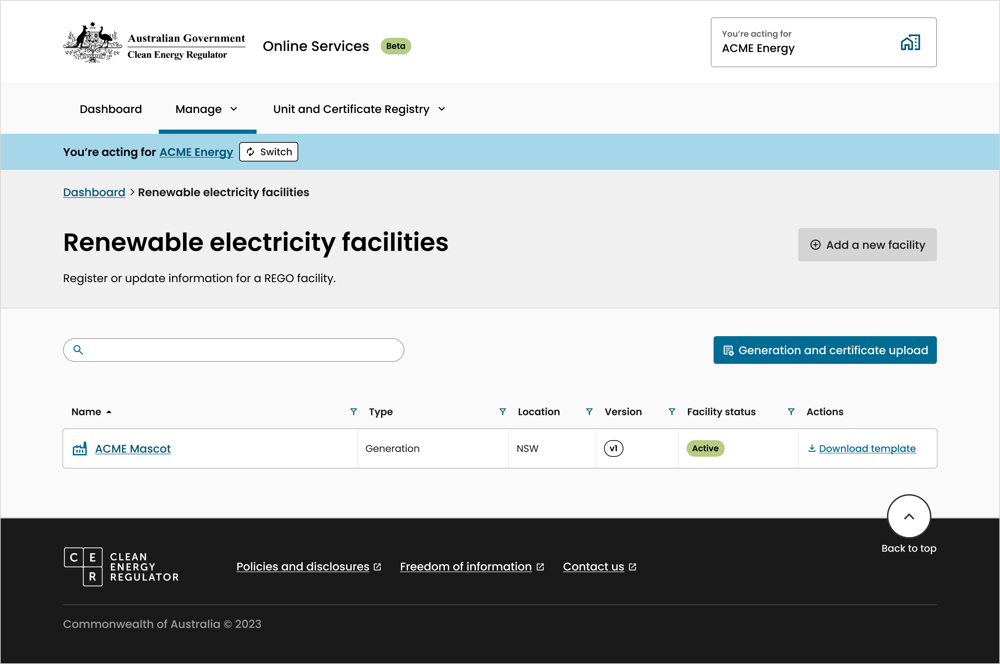 Australian Government
Clean Energy Regulator
AUSTRALIA
Online Services
Beta
You're acting for
ACME Energy
Dashboard
Manage
Unit and Certificate Registry
You're acting for ACME Energy
Switch
Dashboard > Renewable electricity facilities
Renewable electricity facilities
Add a new facility
Register or update information for a REGO facility.
Generation and certificate upload
Name
Type
Location
Version
Facility status
Actions
ACME Mascot
Generation
NSW
v1
Active
Download template
Back to top
C E R
CLEAN
ENERGY
REGULATOR
Policies and disclosures
Freedom of information
Contact us
Commonwealth of Australia © 2023